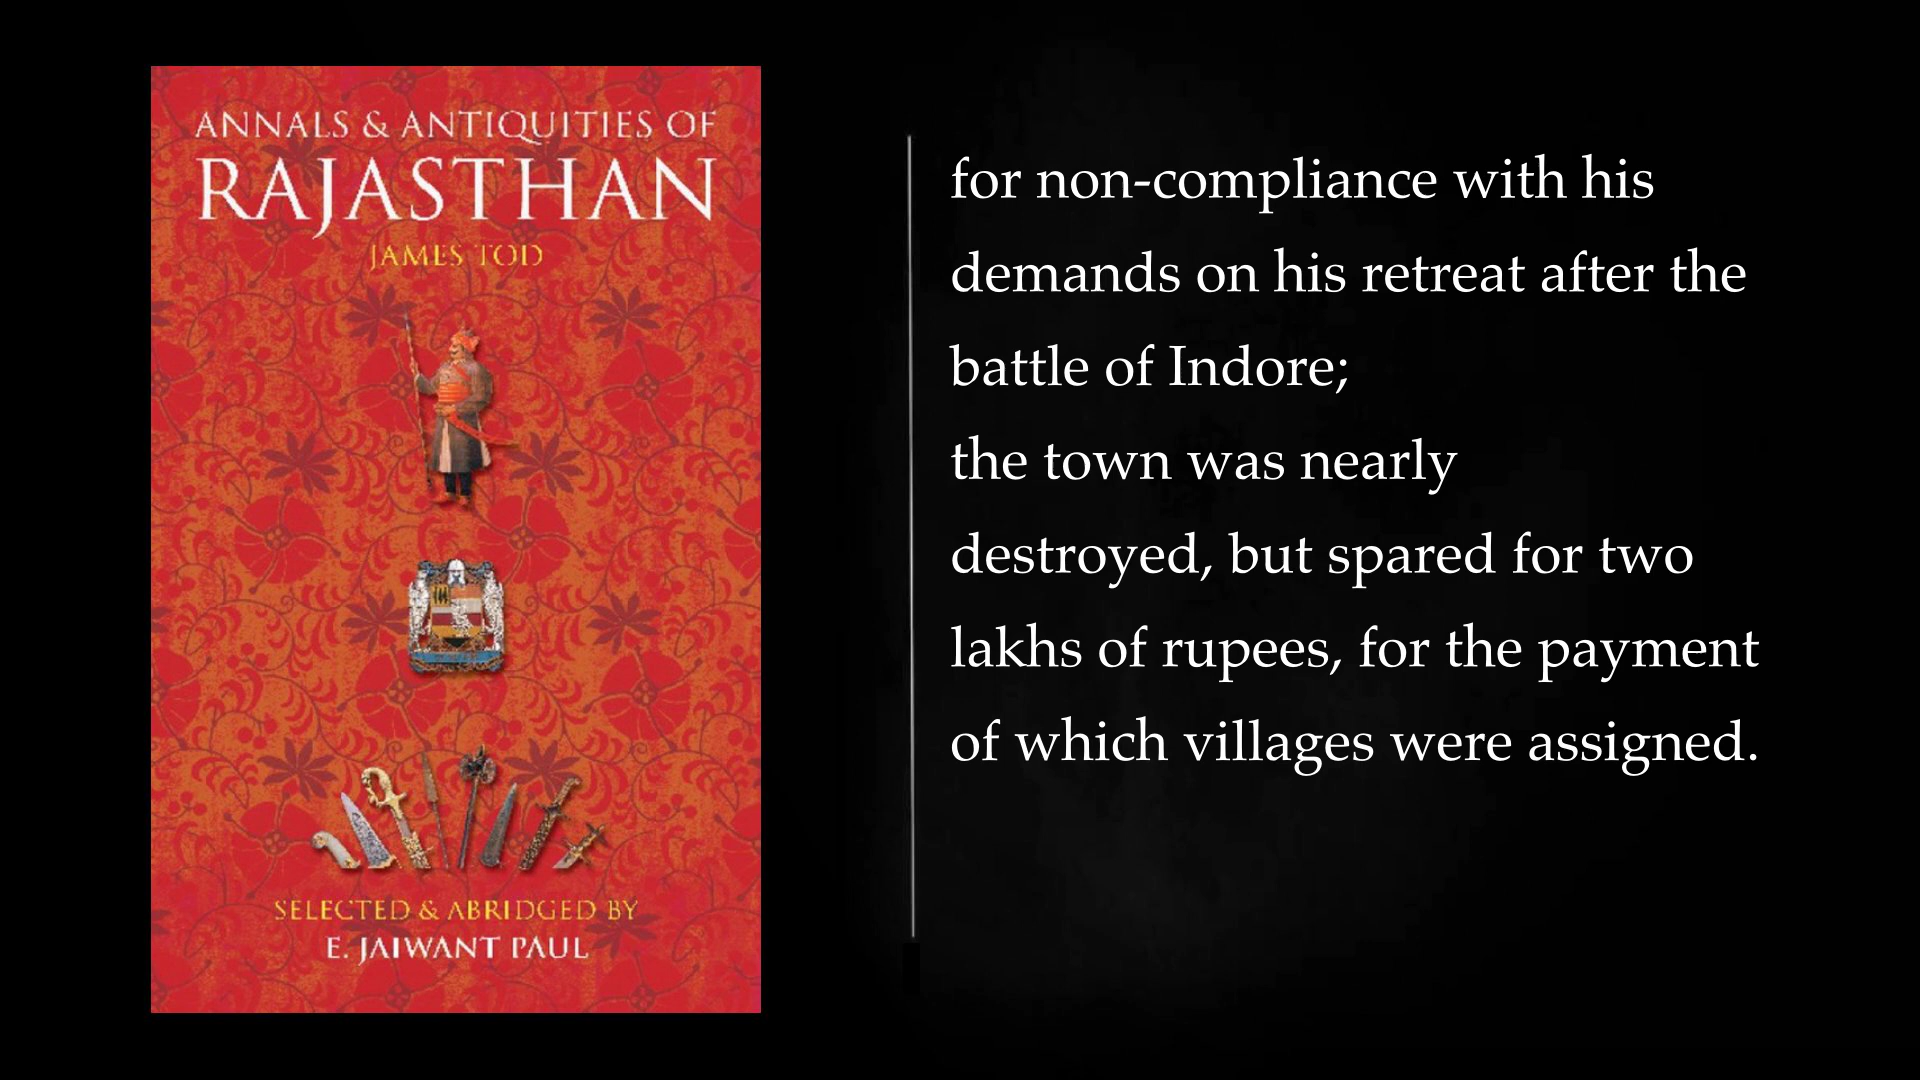 ANNALS & ANTIQUITIES OF
RAJASTHAN
JAMES TOD
SELECTED & ABRIDGED BY
E. JAIWANT PAUL
for non-compliance with his
demands on his retreat after the
battle of Indore;
the town was nearly
destroyed, but spared for two
lakhs of rupees, for the payment
of which villages were assigned.